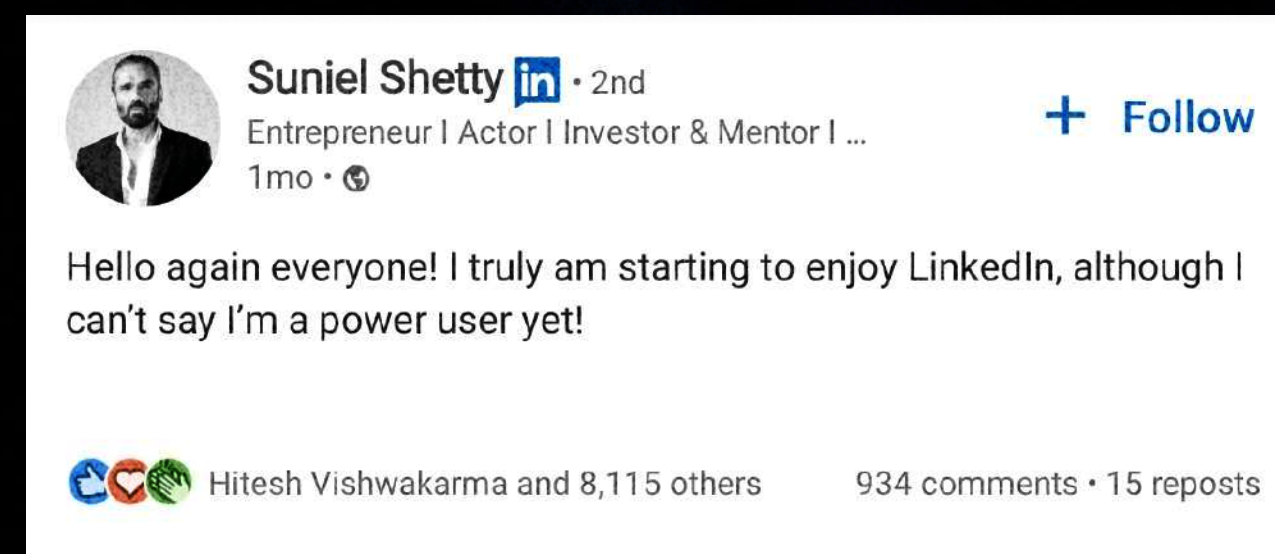 Suniel Shetty in • 2nd
Entrepreneur I Actor I Investor & Mentor I ...
+ Follow
1mo •
Hello again everyone! I truly am starting to enjoy LinkedIn, although I
can't say I'm a power user yet!
Hitesh Vishwakarma and 8,115 others
934 comments • 15 reposts